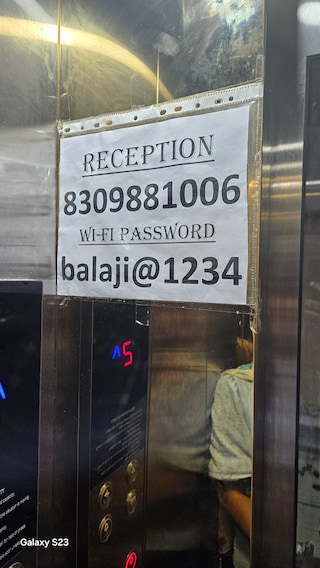 RECEPTION
8309881006
WI-FI PASSWORD
balaji@1234
5
Galaxy S23